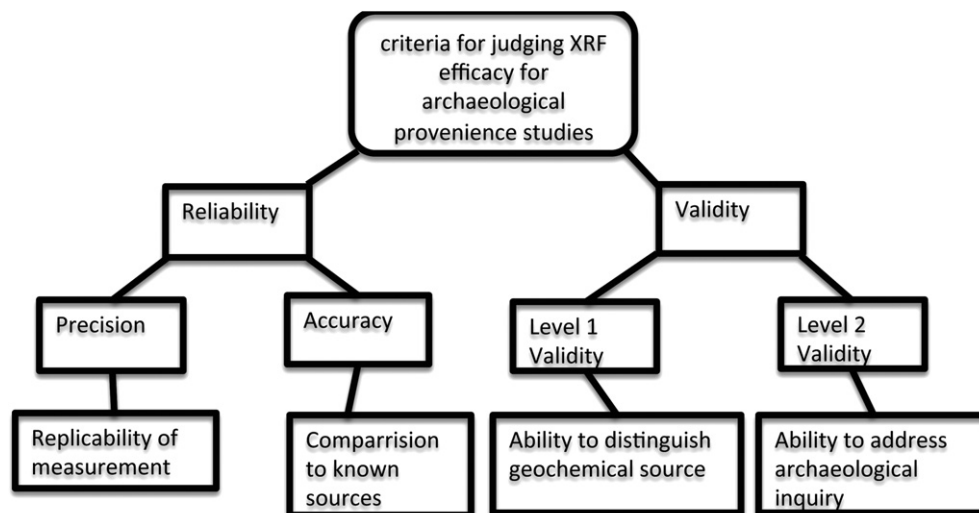 criteria for judging XRF
efficacy for
archaeological
provenience studies
Reliability
Validity
Precision
Accuracy
Level 1
Validity
Level 2
Validity
Replicability of
measurement
Comparrision
to known
sources
Ability to distinguish
geochemical source
Ability to address
archaeological
inquiry